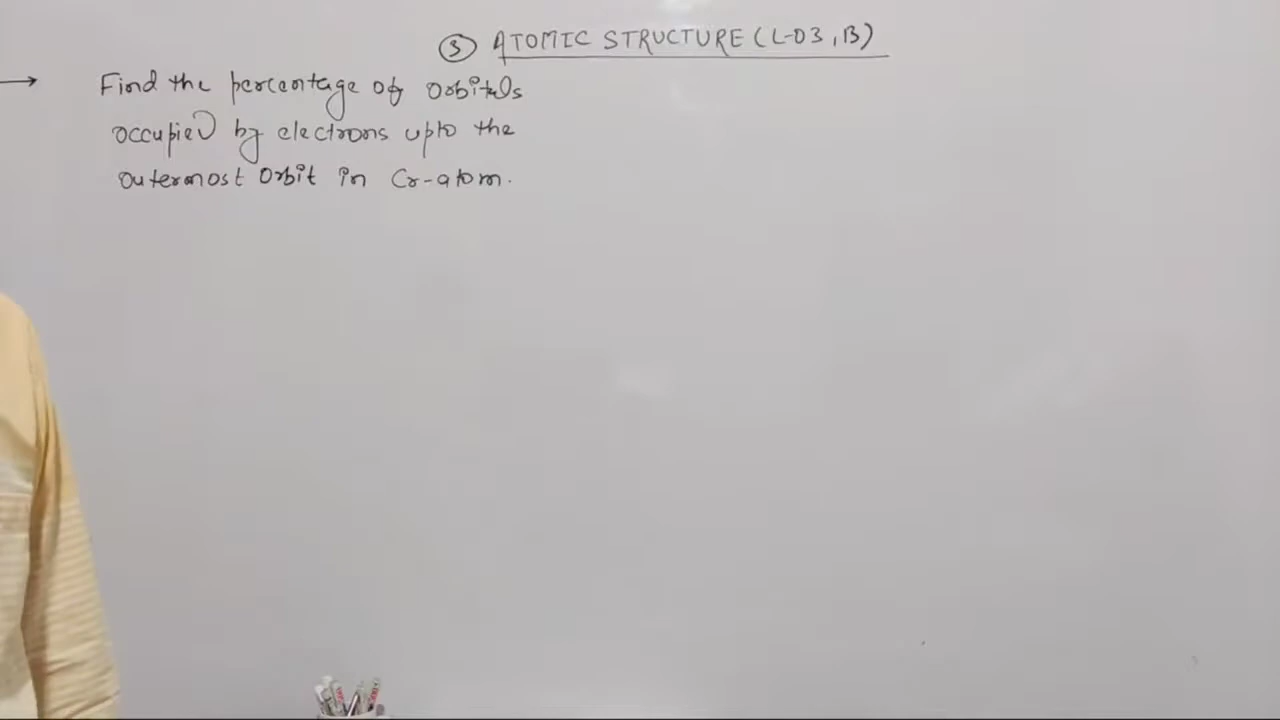 ③ ATOMIC STRUCTURE (L-03, B)
→ Find the percentage of orbitals
occupied by electrons upto the
outermost orbit in Cr-atom.